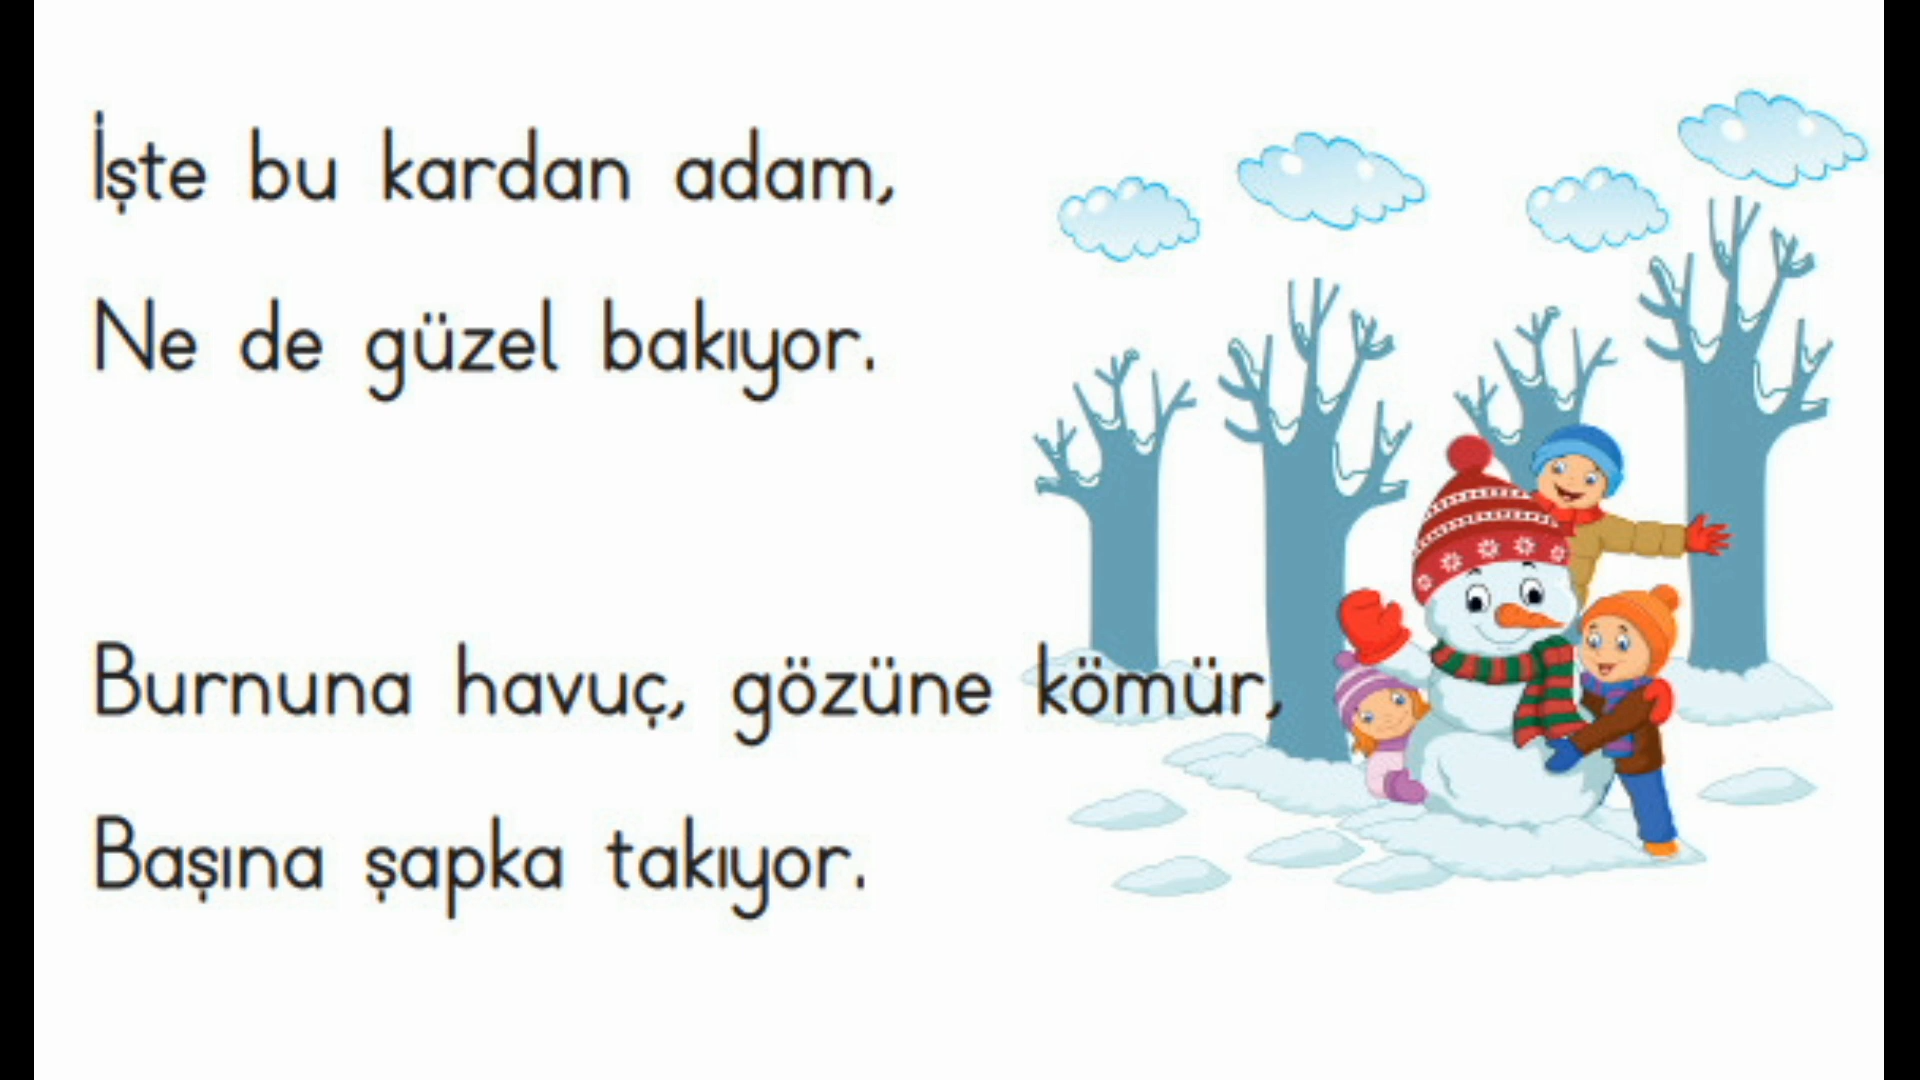 İşte bu kardan adam,
Ne de güzel bakıyor.
Burnuna havuç, gözüne kömür,
Başına şapka takıyor.